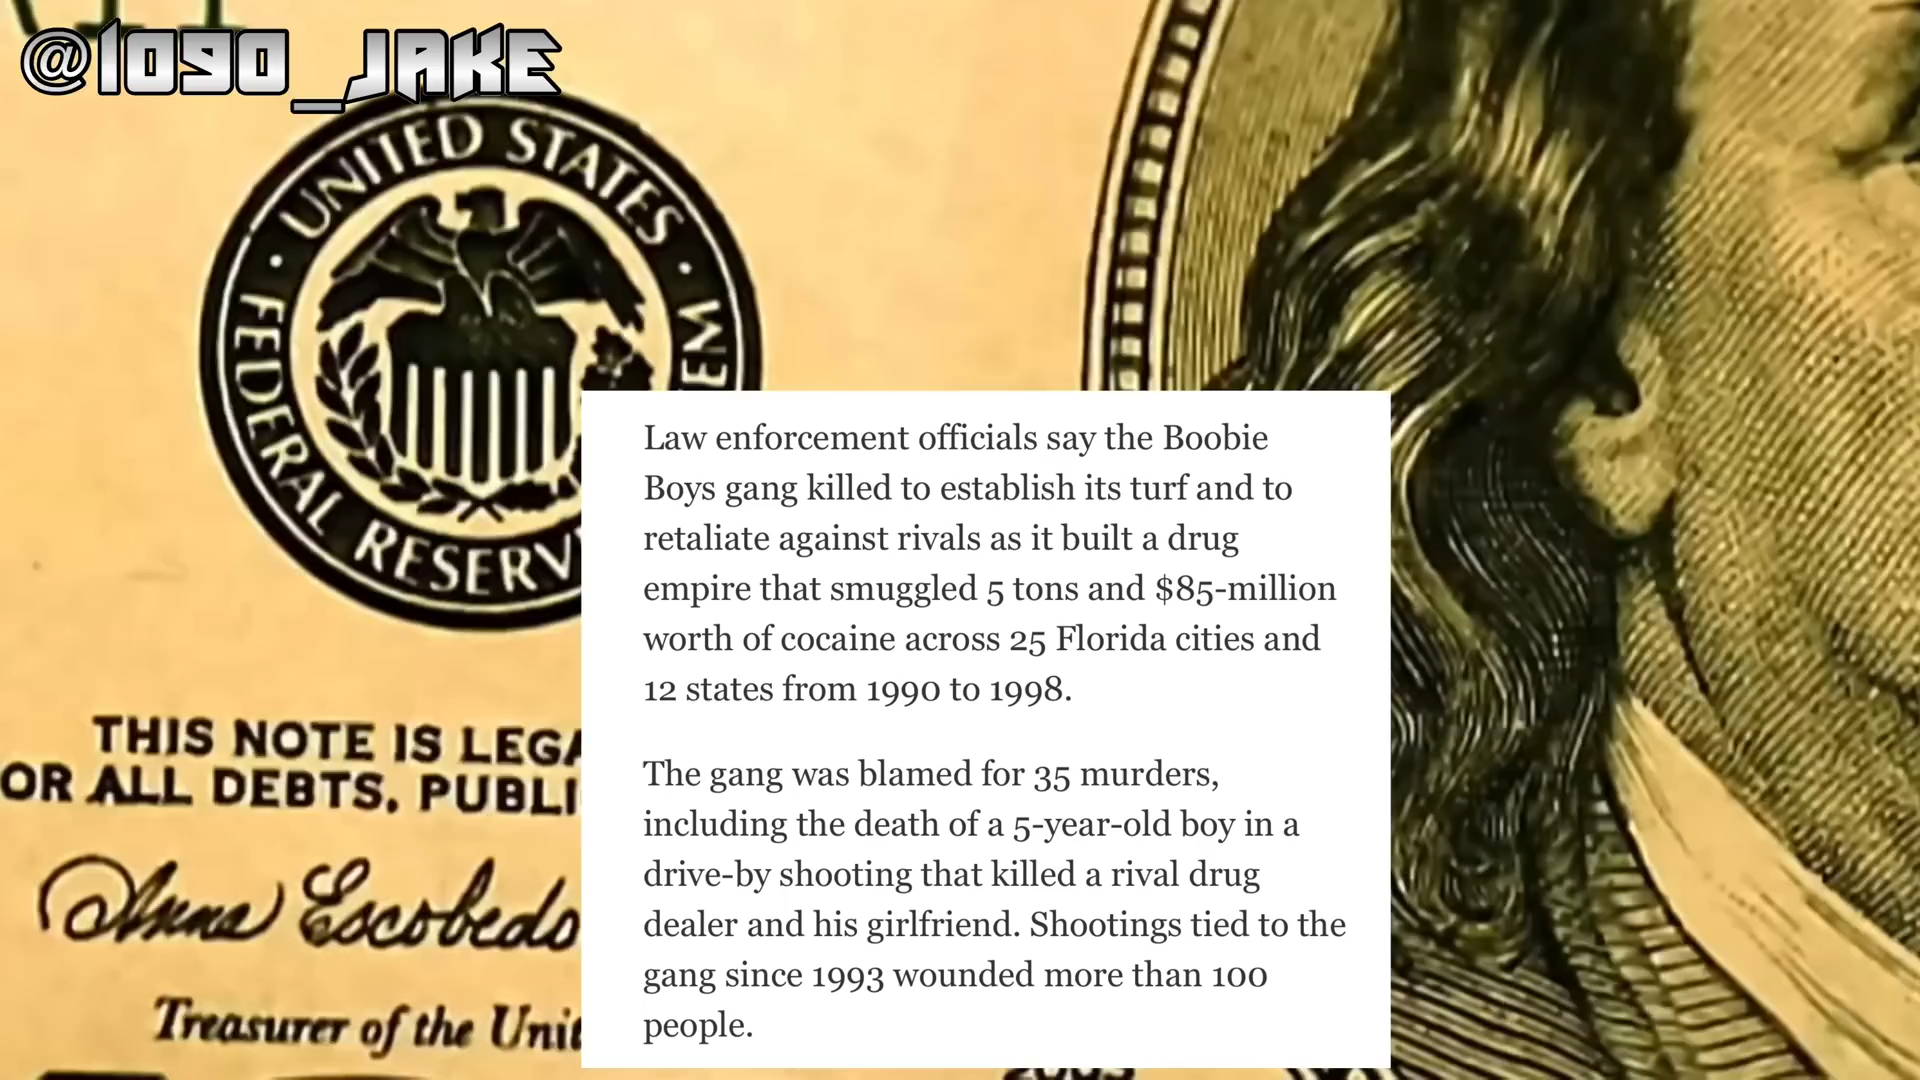 @1090_JAKE
UNITED STATES
FEDERAL RESERV
Law enforcement officials say the Boobie
Boys gang killed to establish its turf and to
retaliate against rivals as it built a drug
empire that smuggled 5 tons and $85-million
worth of cocaine across 25 Florida cities and
12 states from 1990 to 1998.
The gang was blamed for 35 murders,
including the death of a 5-year-old boy in a
drive-by shooting that killed a rival drug
dealer and his girlfriend. Shootings tied to the
gang since 1993 wounded more than 100
people.
THIS NOTE IS LEGA
OR ALL DEBTS, PUBLI
Anna Escobedo
Treasurer of the Unit